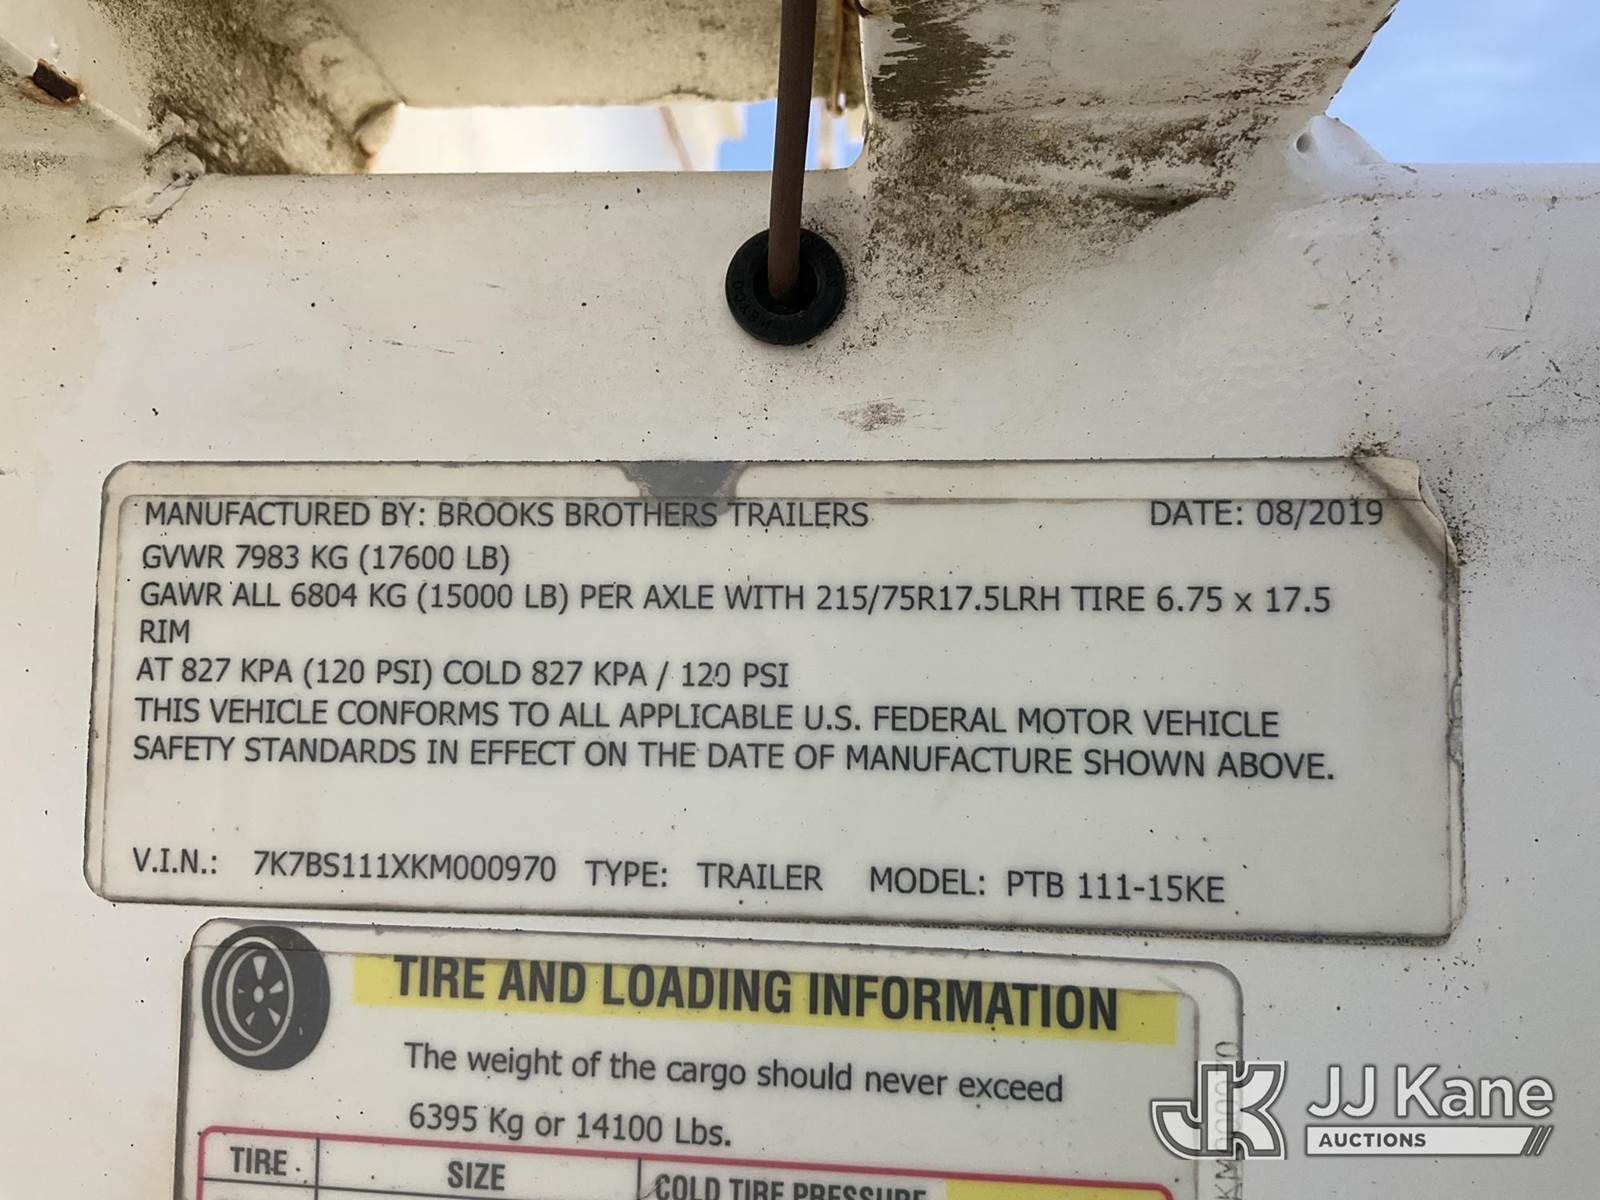 MANUFACTURED BY: BROOKS BROTHERS TRAILERS DATE: 08/2019
GVWR 7983 KG (17600 LB)
GAWR ALL 6804 KG (15000 LB) PER AXLE WITH 215/75R17.5LRH TIRE 6.75 x 17.5
RIM
AT 827 KPA (120 PSI) COLD 827 KPA / 120 PSI
THIS VEHICLE CONFORMS TO ALL APPLICABLE U.S. FEDERAL MOTOR VEHICLE
SAFETY STANDARDS IN EFFECT ON THE DATE OF MANUFACTURE SHOWN ABOVE.
V.I.N.: 7K7BS111XKM000970 TYPE: TRAILER MODEL: PTB 111-15KE
TIRE AND LOADING INFORMATION
The weight of the cargo should never exceed
6395 Kg or 14100 Lbs.
TIRE SIZE COLD TIRE PRESSURE
JK JJ Kane
AUCTIONS